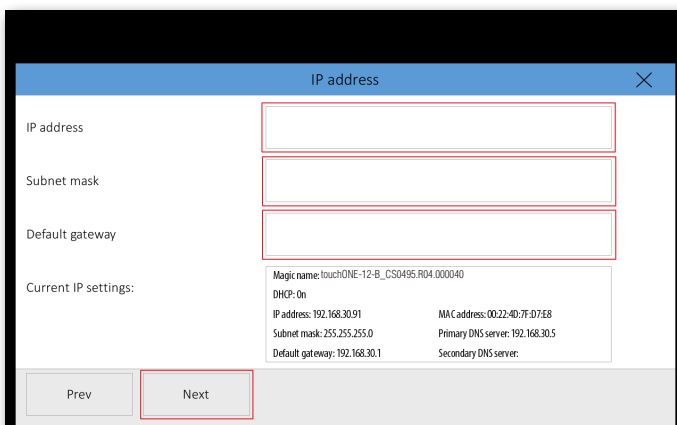 IP address
IP address
Subnet mask
Default gateway
Current IP settings:
Magic name: touchONE-12-B_CS0495.R04.000040
DHCP: On
IP address: 192.168.30.91 MAC address: 00:22:4D:7F:D7:E8
Subnet mask: 255.255.255.0 Primary DNS server: 192.168.30.5
Default gateway: 192.168.30.1 Secondary DNS server:
Prev Next